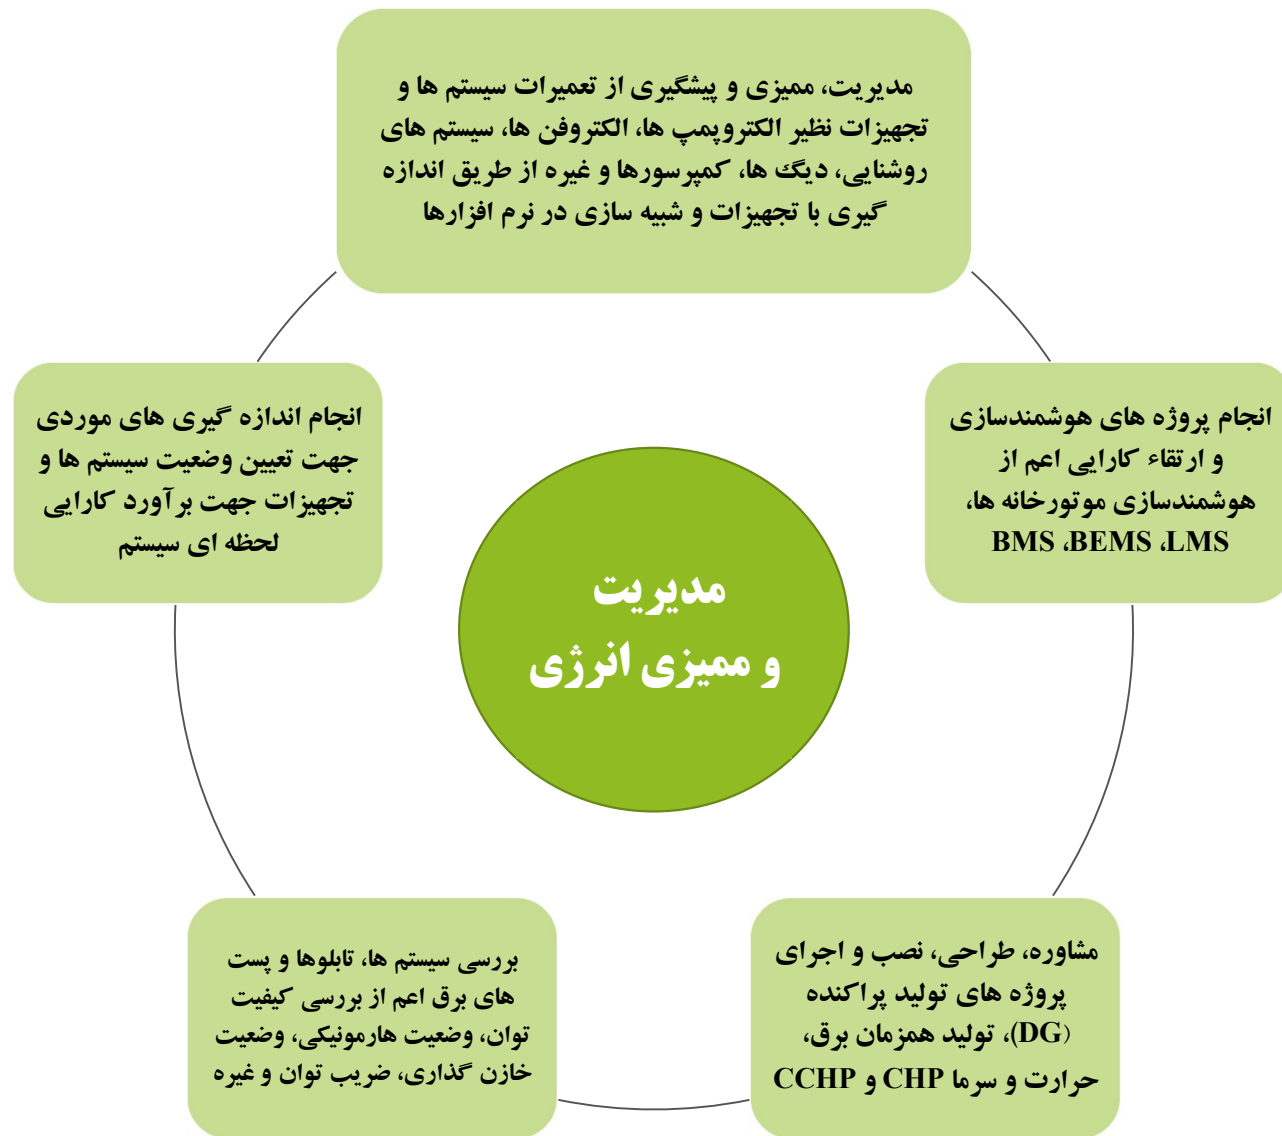 مدیریت، ممیزی و پیشگیری از تعمیرات سیستم ها و
تجهیزات نظیر الکتروپمپ ها، الکتروفن ها، سیستم های
روشنایی، دیگ ها، کمپرسورها و غیره از طریق اندازه
گیری با تجهیزات و شبیه سازی در نرم افزارها
انجام پروژه های هوشمندسازی
و ارتقاء کارایی اعم از
هوشمندسازی موتورخانه ها،
BMS ،BEMS ،LMS
مشاوره، طراحی، نصب و اجرای
پروژه های تولید پراکنده
(DG)، تولید همزمان برق،
حرارت و سرما CHP و CCHP
بررسی سیستم ها، تابلوها و پست
های برق اعم از بررسی کیفیت
توان، وضعیت هارمونیکی، وضعیت
خازن گذاری، ضریب توان و غیره
انجام اندازه گیری های موردی
جهت تعیین وضعیت سیستم ها و
تجهیزات جهت برآورد کارایی
لحظه ای سیستم
مدیریت
و ممیزی انرژی